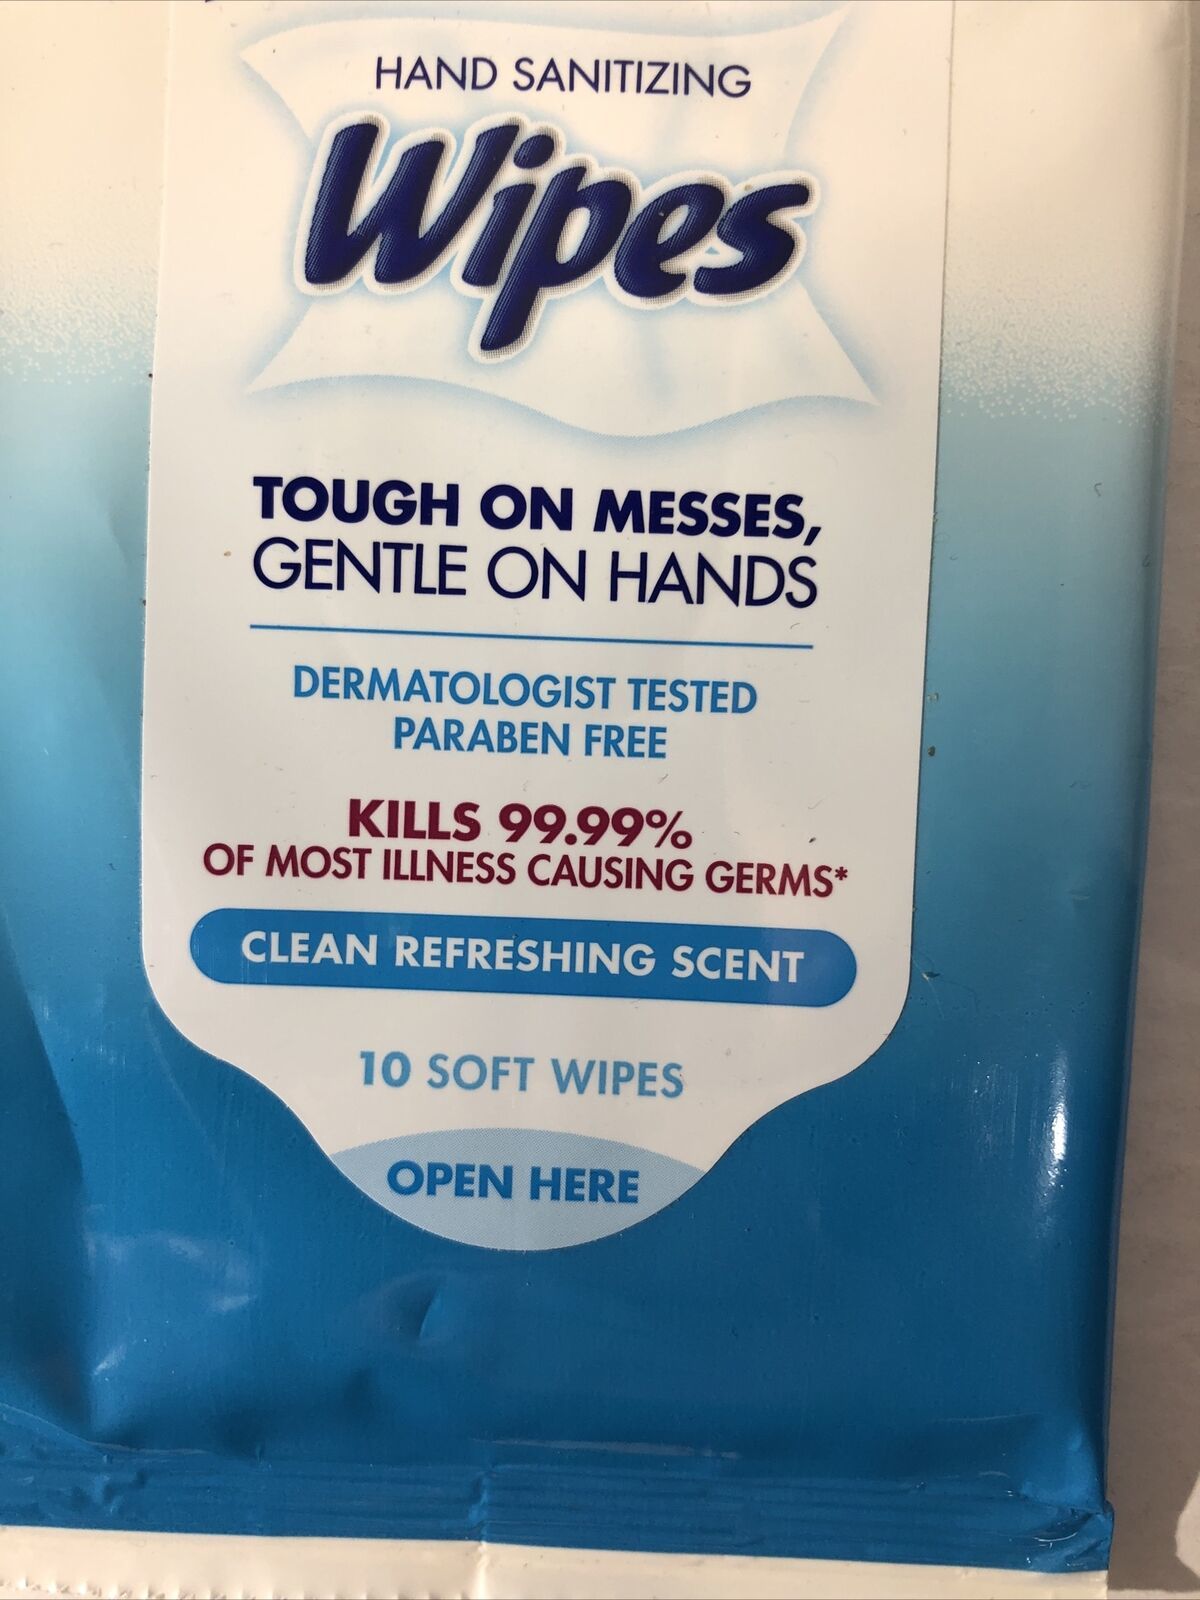 HAND SANITIZING
Wipes
TOUGH ON MESSES,
GENTLE ON HANDS
DERMATOLOGIST TESTED
PARABEN FREE
KILLS 99.99%
OF MOST ILLNESS CAUSING GERMS*
CLEAN REFRESHING SCENT
10 SOFT WIPES
OPEN HERE